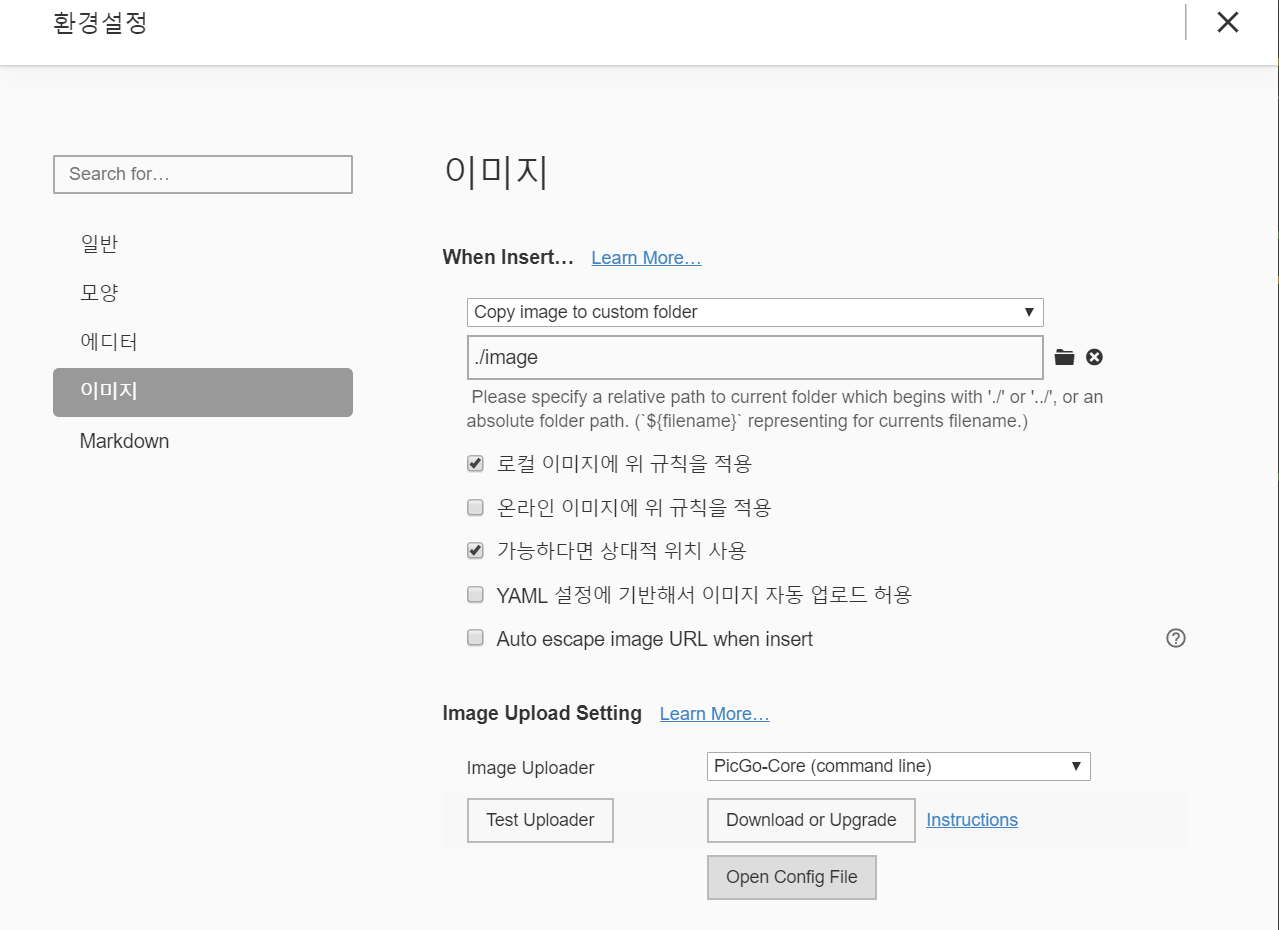 환경설정
Search for…
일반
모양
에디터
이미지
Markdown
이미지
When Insert… Learn More…
Copy image to custom folder
./image
Please specify a relative path to current folder which begins with './' or '../', or an
absolute folder path. (`${filename}` representing for currents filename.)
로컬 이미지에 위 규칙을 적용
온라인 이미지에 위 규칙을 적용
가능하다면 상대적 위치 사용
YAML 설정에 기반해서 이미지 자동 업로드 허용
Auto escape image URL when insert
Image Upload Setting Learn More…
Image Uploader PicGo-Core (command line)
Test Uploader Download or Upgrade Instructions
Open Config File